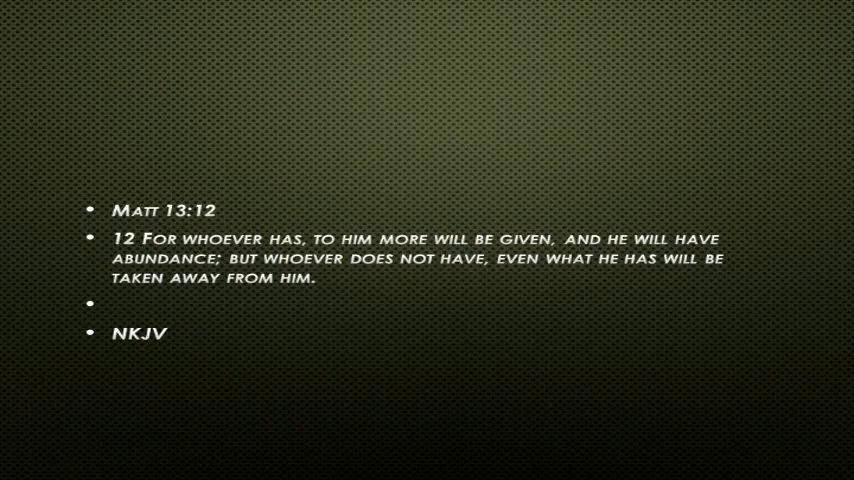 • Matt 13:12
• 12 For whoever has, to him more will be given, and he will have
abundance; but whoever does not have, even what he has will be
taken away from him.
•
• NKJV